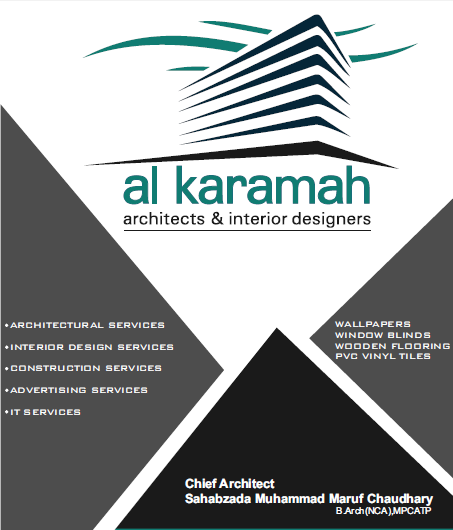 al karamah
architects & interior designers
•ARCHITECTURAL SERVICES
•INTERIOR DESIGN SERVICES
•CONSTRUCTION SERVICES
•ADVERTISING SERVICES
•IT SERVICES
WALLPAPERS
WINDOW BLINDS
WOODEN FLOORING
PVC VINYL TILES
Chief Architect
Sahabzada Muhammad Maruf Chaudhary
B.Arch(NCA),MPCATP